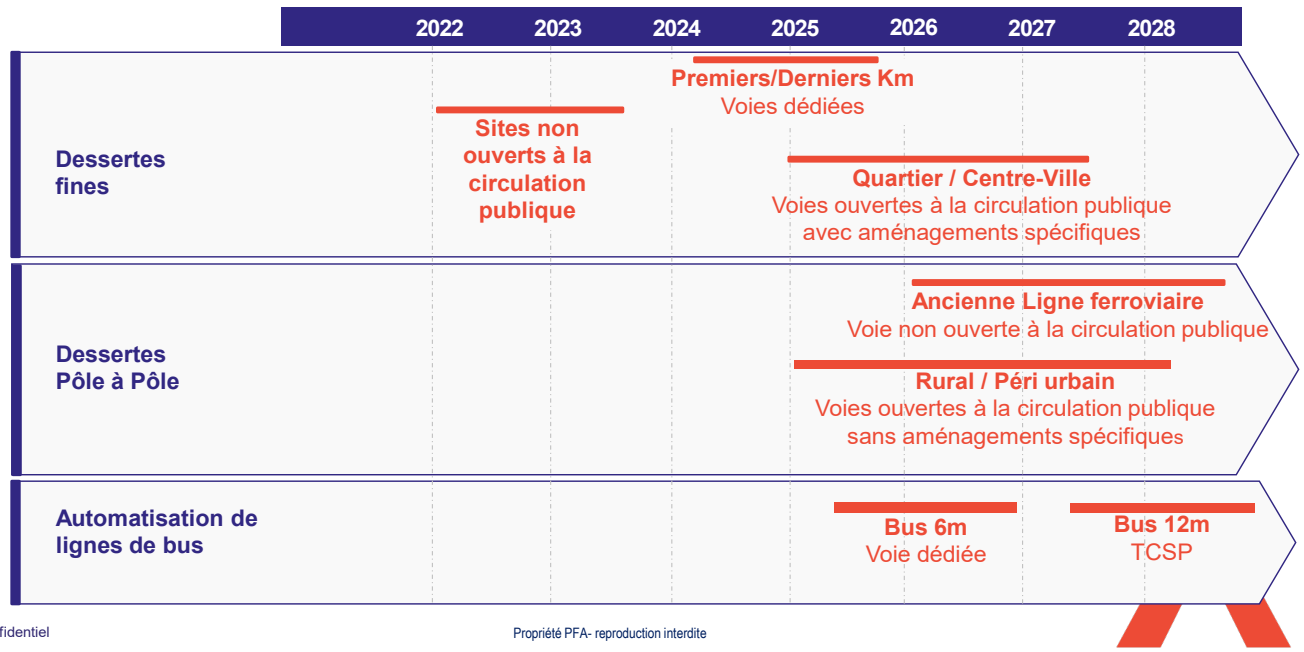 2022 2023 2024 2025 2026 2027 2028
Dessertes
fines
Premiers/Derniers Km
Voies dédiées
Sites non
ouverts à la
circulation
publique
Quartier / Centre-Ville
Voies ouvertes à la circulation publique
avec aménagements spécifiques
Dessertes
Pôle à Pôle
Ancienne Ligne ferroviaire
Voie non ouverte à la circulation publique
Rural / Péri urbain
Voies ouvertes à la circulation publique
sans aménagements spécifiques
Automatisation de
lignes de bus
Bus 6m
Voie dédiée
Bus 12m
TCSP
fidentiel
Propriété PFA- reproduction interdite